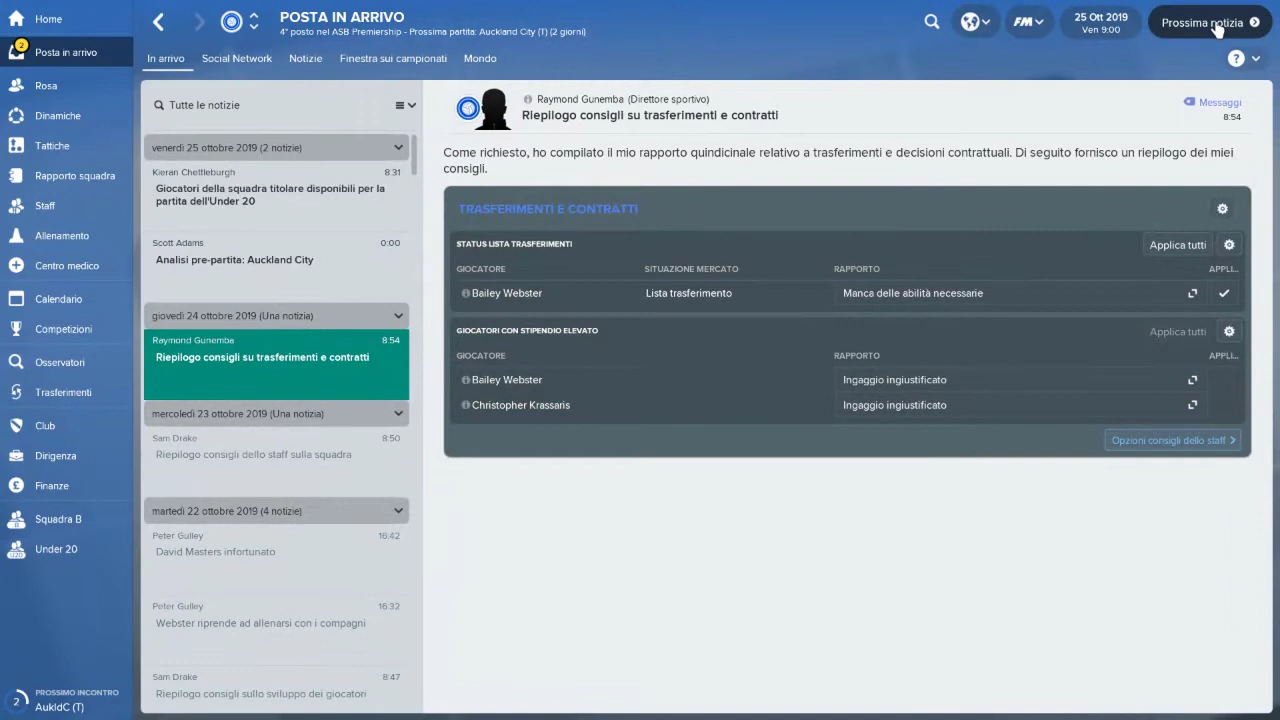 Home
2
Posta in arrivo
Rosa
Dinamiche
Tattiche
Rapporto squadra
Staff
Allenamento
Centro medico
Calendario
Competizioni
Osservatori
Trasferimenti
Club
Dirigenza
Finanze
B
Squadra B
U20
Under 20
2
PROSSIMO INCONTRO
AukldC (T)
POSTA IN ARRIVO
4° posto nel ASB Premiership - Prossima partita: Auckland City (T) (2 giorni)
FM
25 Ott 2019
Ven 9:00
Prossima notizia
In arrivo
Social Network
Notizie
Finestra sui campionati
Mondo
?
Tutte le notizie
venerdì 25 ottobre 2019 (2 notizie)
Kieran Chettleburgh 8:31
Giocatori della squadra titolare disponibili per la
partita dell'Under 20
Scott Adams 0:00
Analisi pre-partita: Auckland City
giovedì 24 ottobre 2019 (Una notizia)
Raymond Gunemba 8:54
Riepilogo consigli su trasferimenti e contratti
mercoledì 23 ottobre 2019 (Una notizia)
Sam Drake 8:50
Riepilogo consigli dello staff sulla squadra
martedì 22 ottobre 2019 (4 notizie)
Peter Gulley 16:42
David Masters infortunato
Peter Gulley 16:32
Webster riprende ad allenarsi con i compagni
Sam Drake 8:47
Riepilogo consigli sullo sviluppo dei giocatori
Raymond Gunemba (Direttore sportivo)
Riepilogo consigli su trasferimenti e contratti
Messaggi
8:54
Come richiesto, ho compilato il mio rapporto quindicinale relativo a trasferimenti e decisioni contrattuali. Di seguito fornisco un riepilogo dei miei
consigli.
TRASFERIMENTI E CONTRATTI
STATUS LISTA TRASFERIMENTI Applica tutti
GIOCATORE SITUAZIONE MERCATO RAPPORTO APPLI...
Bailey Webster Lista trasferimento Manca delle abilità necessarie
GIOCATORI CON STIPENDIO ELEVATO Applica tutti
GIOCATORE RAPPORTO APPLI...
Bailey Webster Ingaggio ingiustificato
Christopher Krassaris Ingaggio ingiustificato
Opzioni consigli dello staff